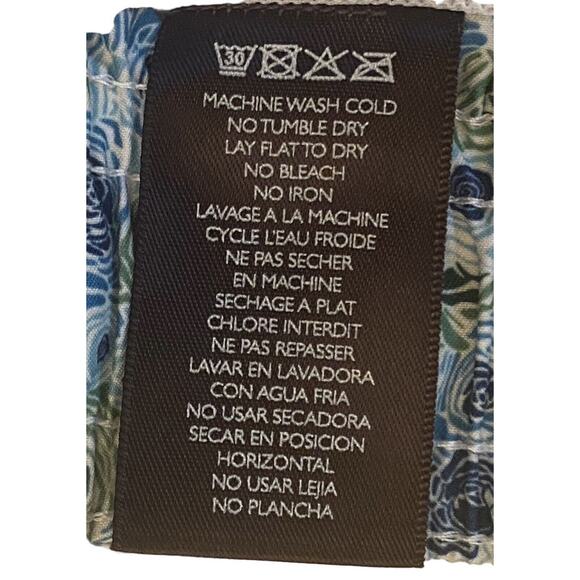 30
MACHINE WASH COLD
NO TUMBLE DRY
LAY FLAT TO DRY
NO BLEACH
NO IRON
LAVAGE A LA MACHINE
CYCLE L'EAU FROIDE
NE PAS SECHER
EN MACHINE
SECHAGE A PLAT
CHLORE INTERDIT
NE PAS REPASSER
LAVAR EN LAVADORA
CON AGUA FRIA
NO USAR SECADORA
SECAR EN POSICION
HORIZONTAL
NO USAR LEJIA
NO PLANCHA